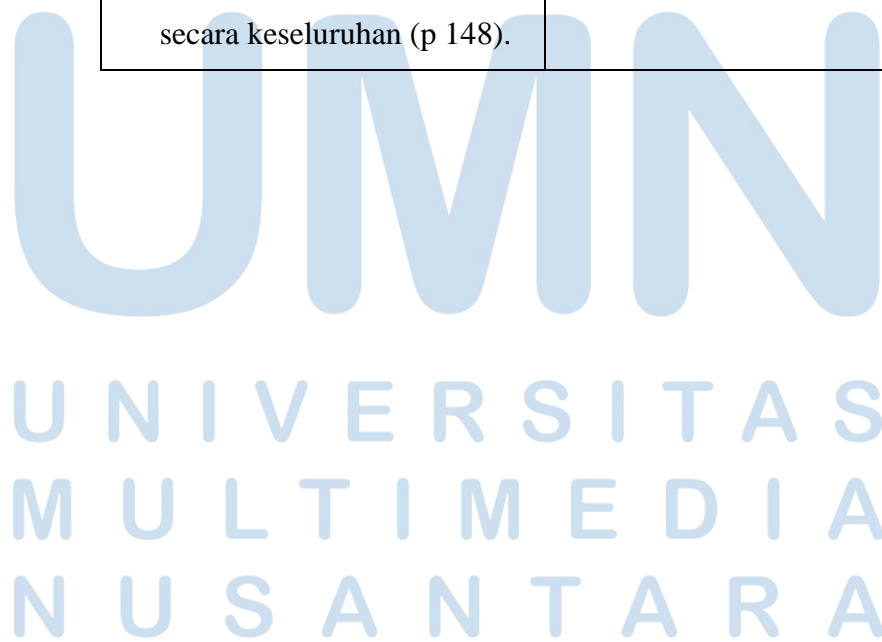 secara keseluruhan (p 148).
UMN
UNIVERSITAS
MULTIMEDIA
NUSANTARA